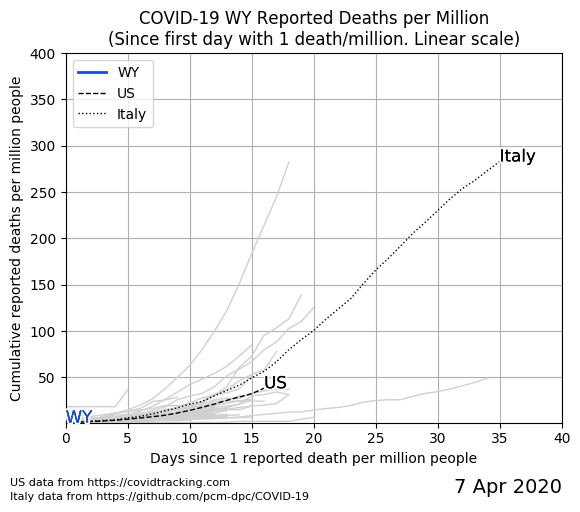 COVID-19 WY Reported Deaths per Million
(Since first day with 1 death/million. Linear scale)
Cumulative reported deaths per million people
400
350
300
250
200
150
100
50
WY
US
Italy
Italy
US
WY
0 5 10 15 20 25 30 35 40
Days since 1 reported death per million people
US data from https://covidtracking.com
Italy data from https://github.com/pcm-dpc/COVID-19
7 Apr 2020